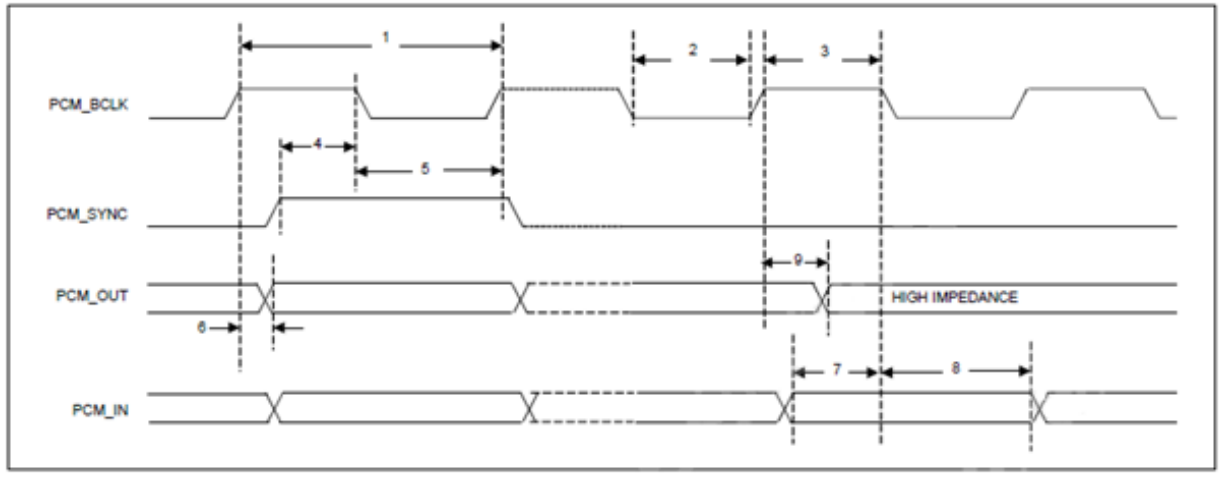 1
2
3
PCM_BCLK
4
5
PCM_SYNC
9
PCM_OUT
HIGH IMPEDANCE
6
7
8
PCM_IN